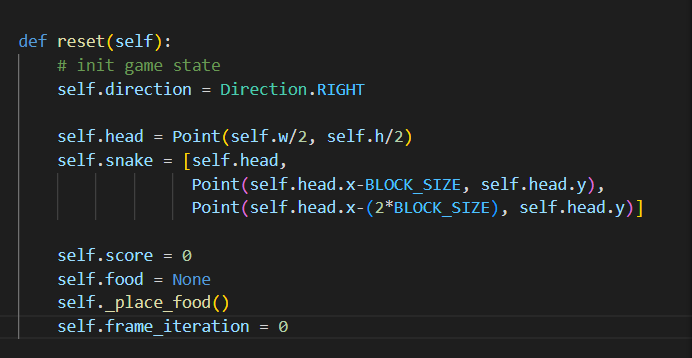 def reset(self):
    # init game state
    self.direction = Direction.RIGHT

    self.head = Point(self.w/2, self.h/2)
    self.snake = [self.head,
                  Point(self.head.x-BLOCK_SIZE, self.head.y),
                  Point(self.head.x-(2*BLOCK_SIZE), self.head.y)]

    self.score = 0
    self.food = None
    self._place_food()
    self.frame_iteration = 0